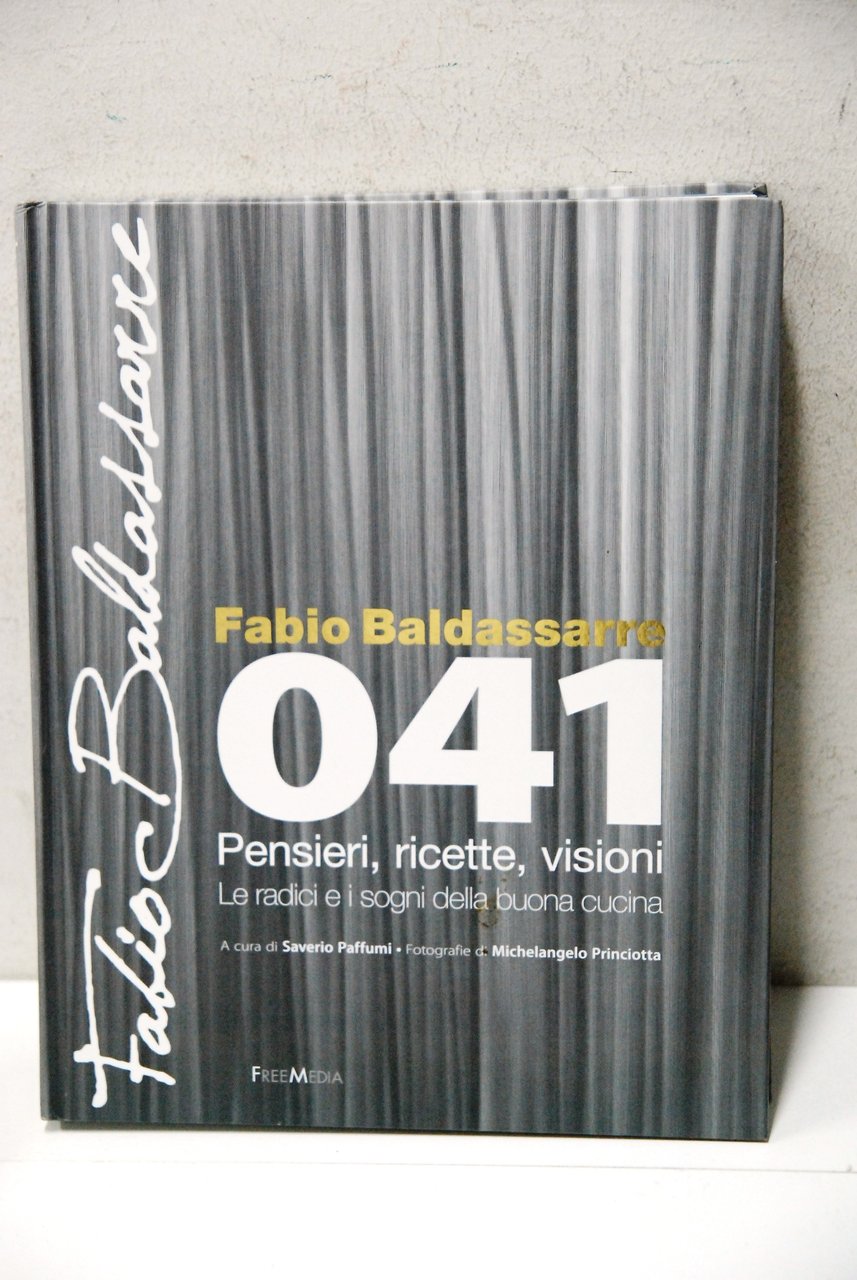 Fabio Baldassarre
Fabio Baldassarre
041
Pensieri, ricette, visioni
Le radici e i sogni della buona cucina
A cura di Saverio Paffumi • Fotografie di Michelangelo Princiotta
FREEMEDIA